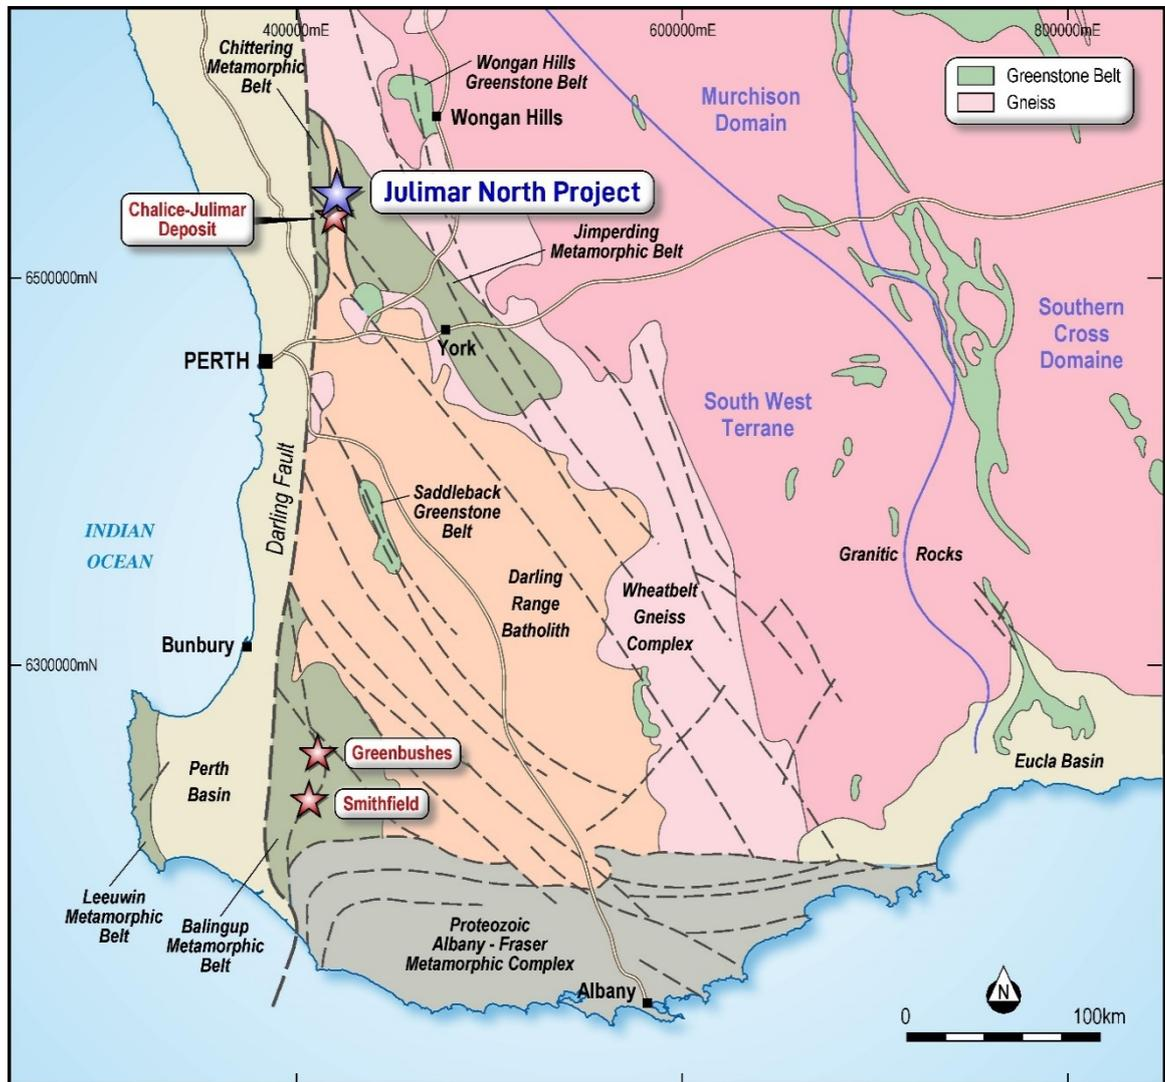 400000mE
600000mE
800000mE
Chittering
Metamorphic
Belt
Wongan Hills
Greenstone Belt
Wongan Hills
Murchison
Domain
Greenstone Belt
Gneiss
Julimar North Project
Chalice-Julimar
Deposit
Jimperding
Metamorphic Belt
6500000mN
Southern
Cross
Domaine
PERTH
York
South West
Terrane
Darling Fault
Saddleback
Greenstone
Belt
INDIAN
OCEAN
Granitic Rocks
Darling
Range
Batholith
Wheatbelt
Gneiss
Complex
Bunbury
6300000mN
Greenbushes
Smithfield
Perth
Basin
Eucla Basin
Leeuwin
Metamorphic
Belt
Balingup
Metamorphic
Belt
Proteozoic
Albany - Fraser
Metamorphic Complex
Albany
N
0 100km